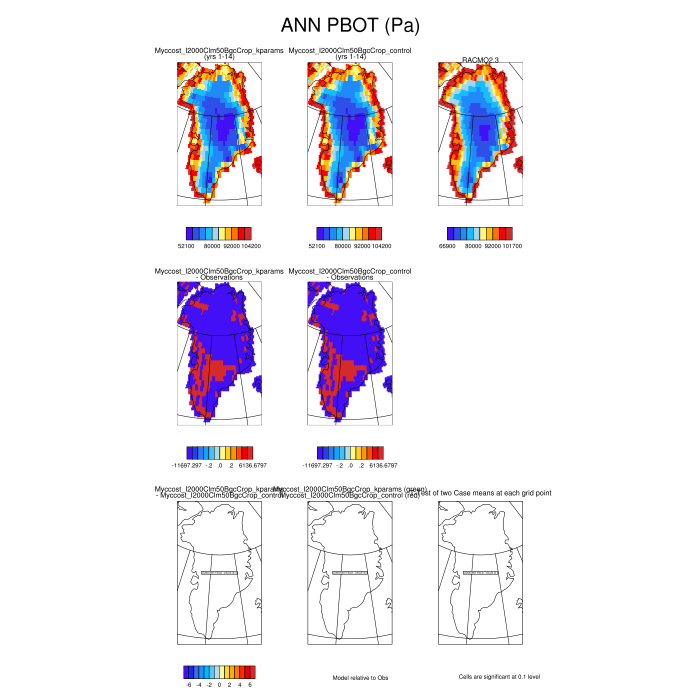 ANN PBOT (Pa)
Myccost_I2000Clm50BgcCrop_kparams
(yrs 1-14)
Myccost_I2000Clm50BgcCrop_control
(yrs 1-14)
RACMO2.3
52100 80000 92000 104200
52100 80000 92000 104200
66900 80000 92000 101700
Myccost_I2000Clm50BgcCrop_kparams
- Observations
Myccost_I2000Clm50BgcCrop_control
- Observations
-11697.297 -.2 .0 .2 6136.6797
-11697.297 -.2 .0 .2 6136.6797
Myccost_I2000Clm50BgcCrop_kparams
- Myccost_I2000Clm50BgcCrop_control
Myccost_I2000Clm50BgcCrop_kparams (green)
Myccost_I2000Clm50BgcCrop_control (red)
est of two Case means at each grid point
-6 -4 -2 0 2 4 6
Model relative to Obs
Cells are significant at 0.1 level